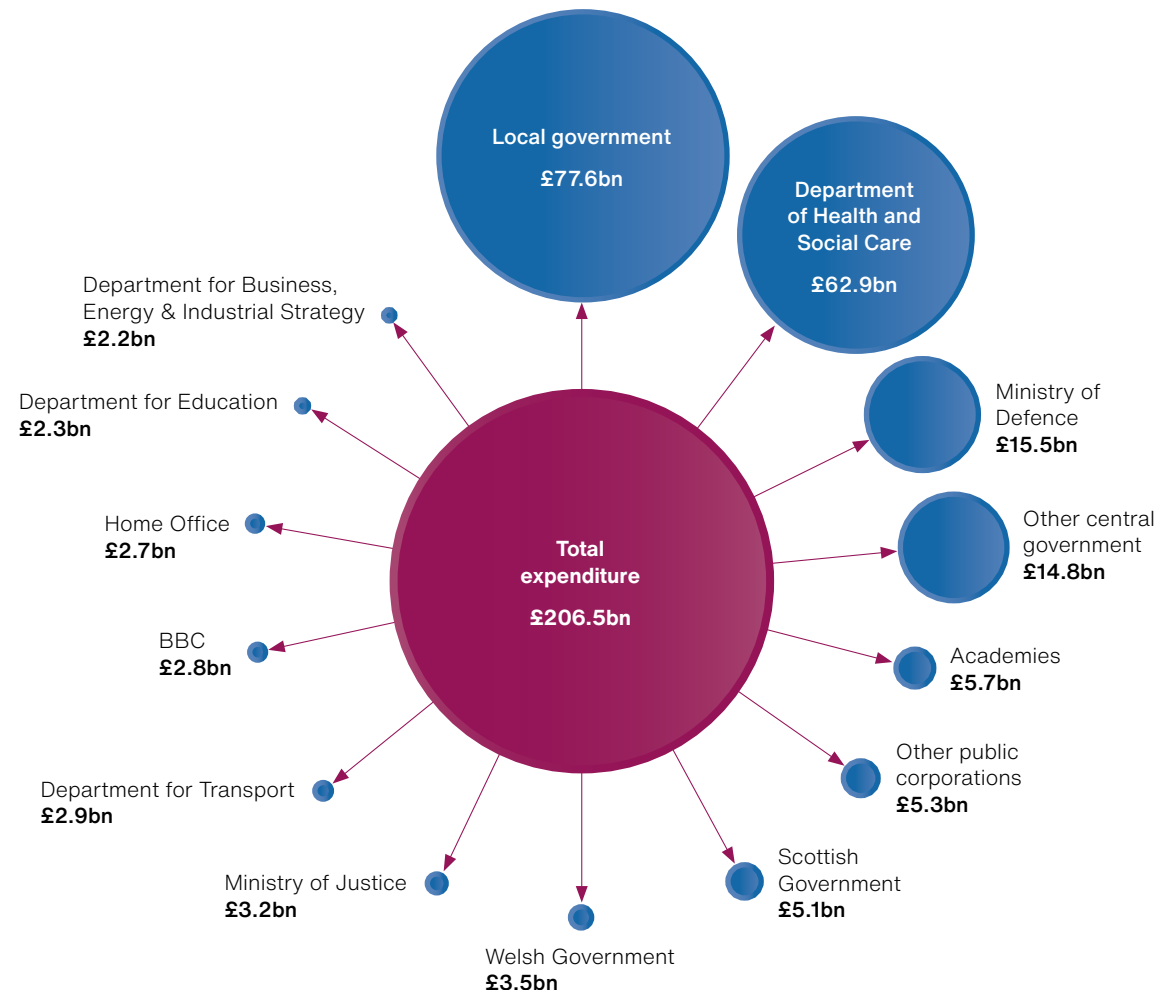 Local government
£77.6bn
Department
of Health and
Social Care
£62.9bn
Ministry of
Defence
£15.5bn
Other central
government
£14.8bn
Academies
£5.7bn
Other public
corporations
£5.3bn
Scottish
Government
£5.1bn
Welsh Government
£3.5bn
Ministry of Justice
£3.2bn
Department for Transport
£2.9bn
BBC
£2.8bn
Home Office
£2.7bn
Department for Education
£2.3bn
Department for Business,
Energy & Industrial Strategy
£2.2bn
Total
expenditure
£206.5bn